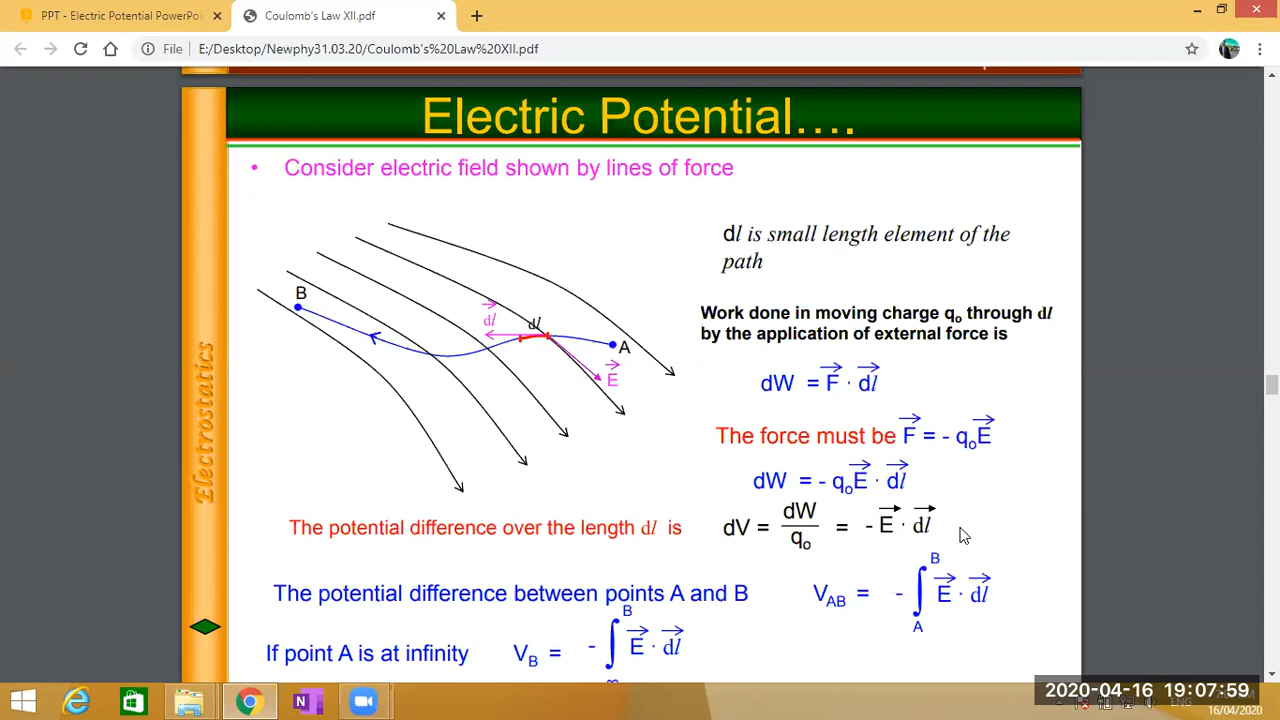 PPT - Electric Potential PowerPoi
Coulomb's Law XII.pdf
File
E:/Desktop/Newphy31.03.20/Coulomb's%20Law%20XII.pdf
Electric Potential….
• Consider electric field shown by lines of force
dl is small length element of the
path
B
dl
dl
A
E
Work done in moving charge qo through dl
by the application of external force is
dW = F · dl
The force must be F = - qoE
dW = - qoE · dl
The potential difference over the length dl is dV = dW/qo = - E · dl
The potential difference between points A and B VAB = - ∫AB E · dl
If point A is at infinity VB = - ∫∞B E · dl
Electrostatics
ENG
2020-04-16 19:07:59
16/04/2020